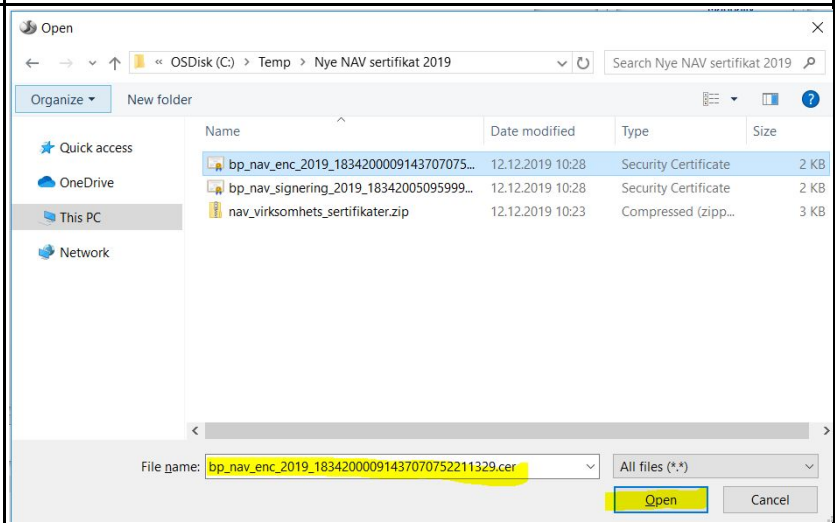 Open
« OSDisk (C:) > Temp > Nye NAV sertifikat 2019
Search Nye NAV sertifikat 2019
Organize
New folder
Name Date modified Type Size
Quick access
OneDrive
This PC
Network
bp_nav_enc_2019_1834200009143707075... 12.12.2019 10:28 Security Certificate 2 KB
bp_nav_signering_2019_18342005095999... 12.12.2019 10:28 Security Certificate 2 KB
nav_virksomhets_sertifikater.zip 12.12.2019 10:23 Compressed (zipp... 3 KB
File name: bp_nav_enc_2019_18342000091437070752211329.cer
All files (*.*)
Open Cancel